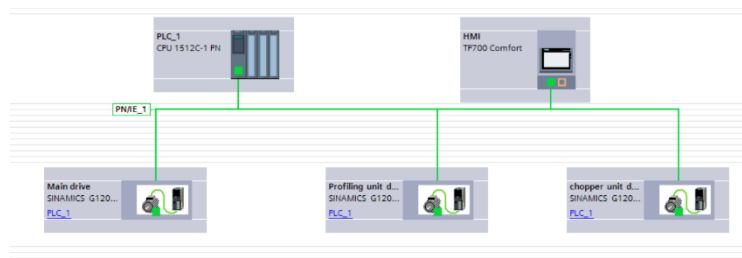 PLC_1
CPU 1512C-1 PN
HMI
TP700 Comfort
PN/IE_1
Main drive
SINAMICS G120...
PLC_1
Profiling unit d...
SINAMICS G120...
PLC_1
chopper unit d...
SINAMICS G120...
PLC_1